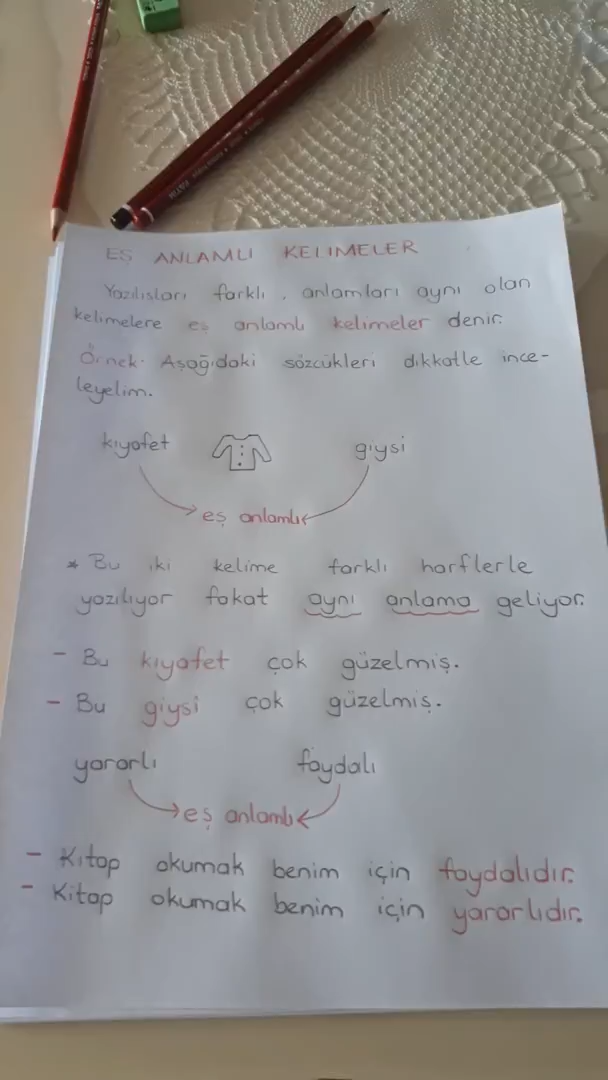 EŞ ANLAMLI KELİMELER
Yazılışları farklı, anlamları aynı olan
kelimelere eş anlamlı kelimeler denir.
Örnek: Aşağıdaki sözcükleri dikkatle ince-
leyelim.
kıyafet giysi
eş anlamlı
* Bu iki kelime farklı harflerle
yazılıyor fakat aynı anlama geliyor.
- Bu kıyafet çok güzelmiş.
- Bu giysi çok güzelmiş.
yararlı faydalı
eş anlamlı
- Kitap okumak benim için faydalıdır.
- Kitap okumak benim için yararlıdır.